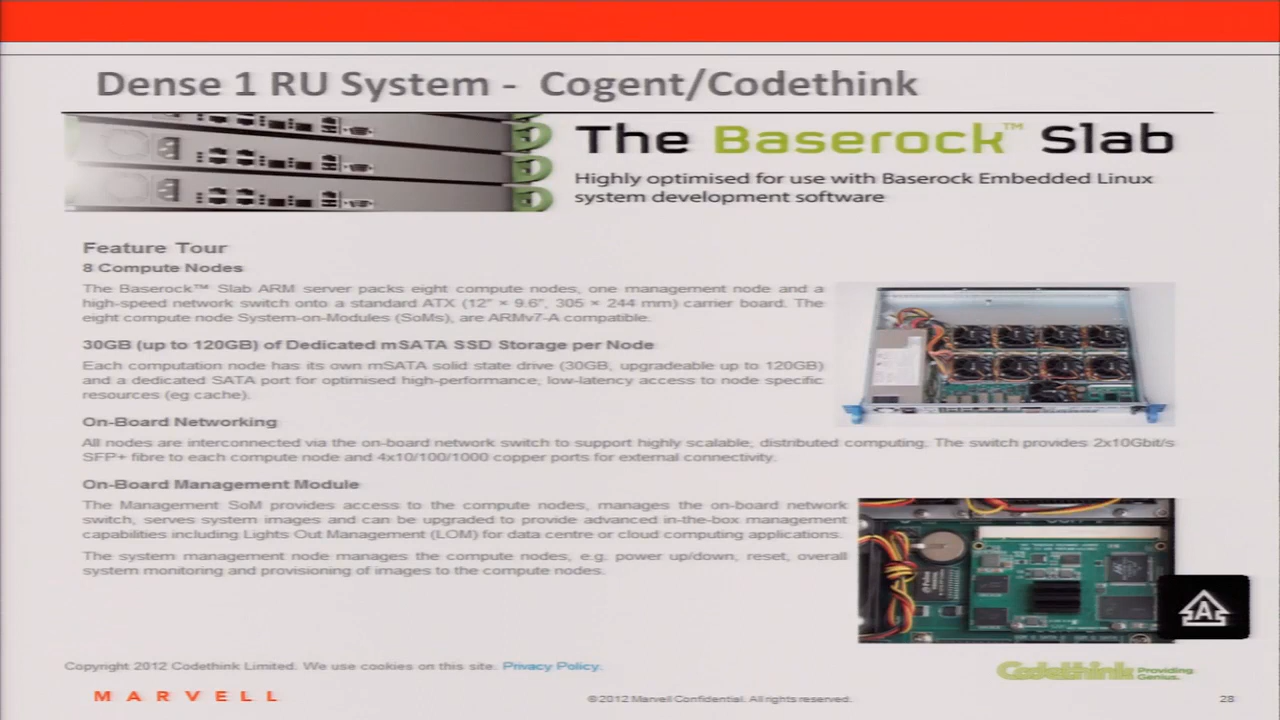 Dense 1 RU System - Cogent/Codethink
The Baserock™ Slab
Highly optimised for use with Baserock Embedded Linux
system development software
Feature Tour
8 Compute Nodes
The Baserock™ Slab ARM server packs eight compute nodes, one management node and a
high-speed network switch onto a standard ATX (12" × 9.6", 305 × 244 mm) carrier board. The
eight compute node System-on-Modules (SoMs), are ARMv7-A compatible.
30GB (up to 120GB) of Dedicated mSATA SSD Storage per Node
Each computation node has its own mSATA solid state drive (30GB, upgradeable up to 120GB)
and a dedicated SATA port for optimised high-performance, low-latency access to node specific
resources (eg cache).
On-Board Networking
All nodes are interconnected via the on-board network switch to support highly scalable, distributed computing. The switch provides 2x10Gbit/s
SFP+ fibre to each compute node and 4x10/100/1000 copper ports for external connectivity.
On-Board Management Module
The Management SoM provides access to the compute nodes, manages the on-board network
switch, serves system images and can be upgraded to provide advanced in-the-box management
capabilities including Lights Out Management (LOM) for data centre or cloud computing applications.
The system management node manages the compute nodes, e.g. power up/down, reset, overall
system monitoring and provisioning of images to the compute nodes.
Copyright 2012 Codethink Limited. We use cookies on this site. Privacy Policy.
Codethink Providing
Genius.
MARVELL
© 2012 Marvell Confidential. All rights reserved.
28
A